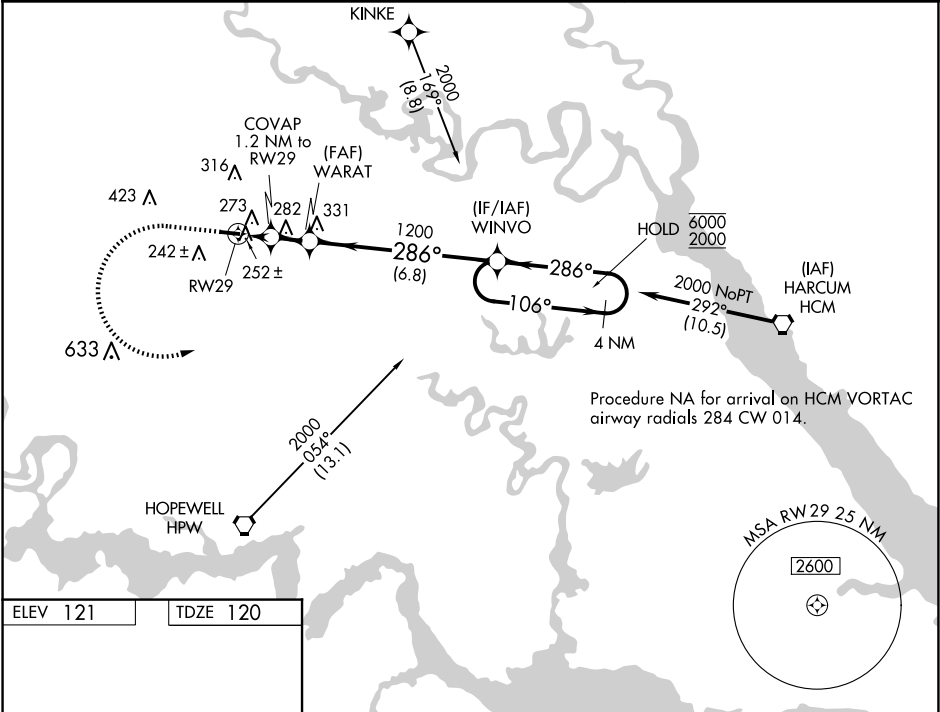 KINKE
2000
169°
(8.8)
COVAP
1.2 NM to
RW29
(FAF)
WARAT
316
423
273
282
331
(IF/IAF)
WINVO
1200
286°
(6.8)
HOLD
6000
2000
286°
242 ±
252 ±
RW29
106°
2000 NoPT
292°
(10.5)
(IAF)
HARCUM
HCM
4 NM
633
Procedure NA for arrival on HCM VORTAC
airway radials 284 CW 014.
2000
054°
(13.1)
HOPEWELL
HPW
MSA RW29 25 NM
2600
ELEV 121
TDZE 120